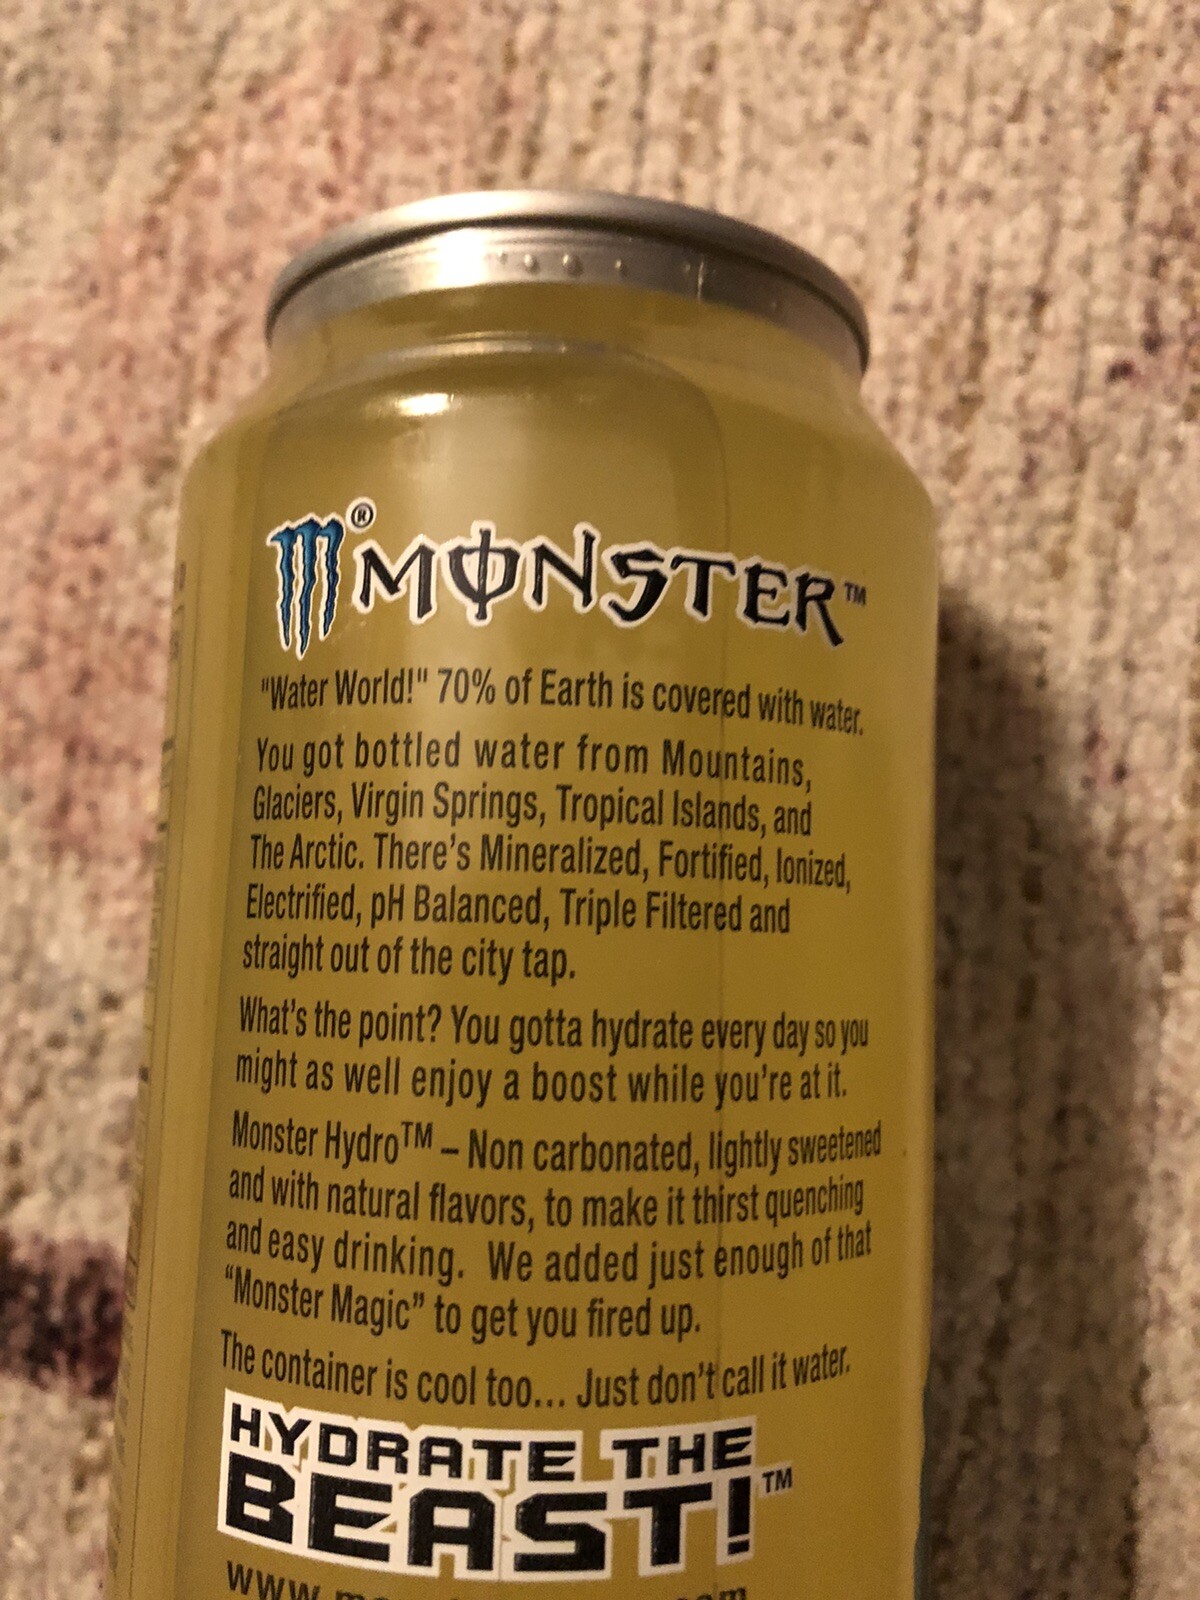 ® MONSTER™
"Water World!" 70% of Earth is covered with water.
You got bottled water from Mountains,
Glaciers, Virgin Springs, Tropical Islands, and
The Arctic. There's Mineralized, Fortified, Ionized,
Electrified, pH Balanced, Triple Filtered and
straight out of the city tap.
What's the point? You gotta hydrate every day so you
might as well enjoy a boost while you're at it.
Monster Hydro™ – Non carbonated, lightly sweetened
and with natural flavors, to make it thirst quenching
and easy drinking. We added just enough of that
“Monster Magic” to get you fired up.
The container is cool too... Just don't call it water.
HYDRATE THE
BEAST!™